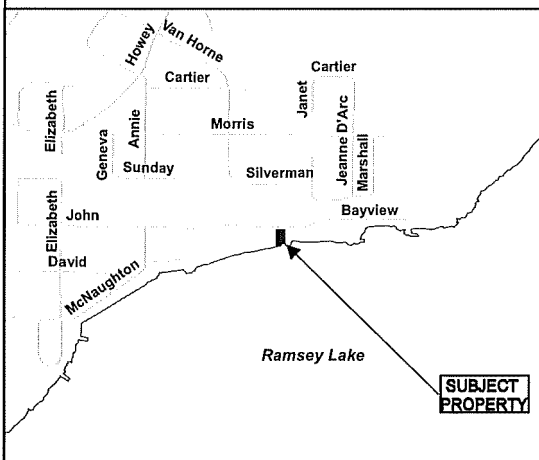 Howey
Van Horne
Cartier
Cartier
Elizabeth
Geneva
Annie
Morris
Janet
Jeanne D'Arc
Marshall
Sunday
Silverman
Elizabeth
John
Bayview
David
McNaughton
Ramsey Lake
SUBJECT
PROPERTY